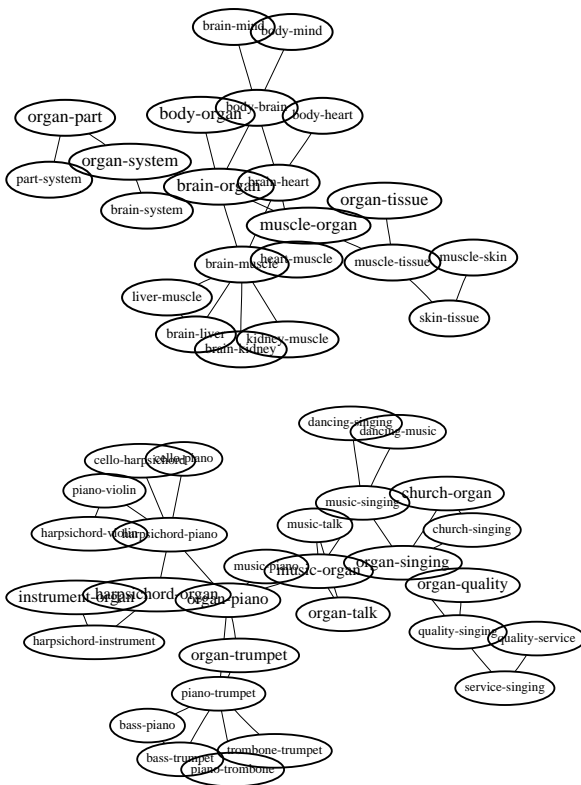 brain-mind
body-mind
organ-part
body-organ
body-brain
body-heart
organ-system
part-system
brain-organ
brain-heart
brain-system
organ-tissue
muscle-organ
brain-muscle
heart-muscle
muscle-tissue
muscle-skin
liver-muscle
skin-tissue
brain-liver
kidney-muscle
brain-kidney
dancing-singing
dancing-music
cello-harpsichord
cello-piano
piano-violin
music-singing
church-organ
harpsichord-violin
harpsichord-piano
music-talk
church-singing
music-piano
music-organ
organ-singing
instrument-organ
harpsichord-organ
organ-piano
organ-quality
organ-talk
harpsichord-instrument
organ-trumpet
quality-singing
quality-service
piano-trumpet
service-singing
bass-piano
bass-trumpet
trombone-trumpet
piano-trombone